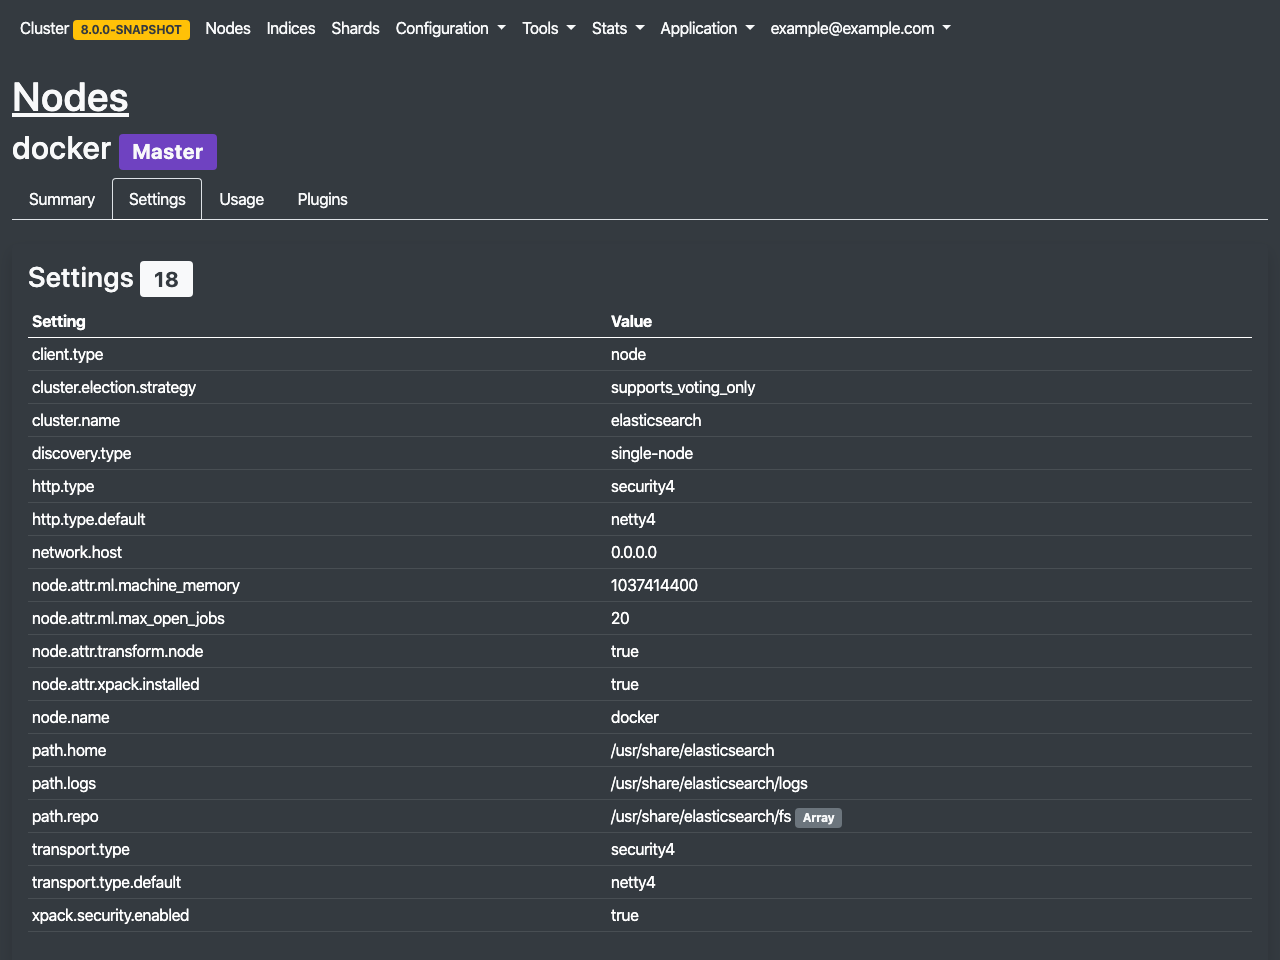 Cluster 8.0.0-SNAPSHOT Nodes Indices Shards Configuration Tools Stats Application example@example.com
Nodes
docker Master
Summary Settings Usage Plugins
Settings 18
Setting Value
client.type node
cluster.election.strategy supports_voting_only
cluster.name elasticsearch
discovery.type single-node
http.type security4
http.type.default netty4
network.host 0.0.0.0
node.attr.ml.machine_memory 1037414400
node.attr.ml.max_open_jobs 20
node.attr.transform.node true
node.attr.xpack.installed true
node.name docker
path.home /usr/share/elasticsearch
path.logs /usr/share/elasticsearch/logs
path.repo /usr/share/elasticsearch/fs Array
transport.type security4
transport.type.default netty4
xpack.security.enabled true